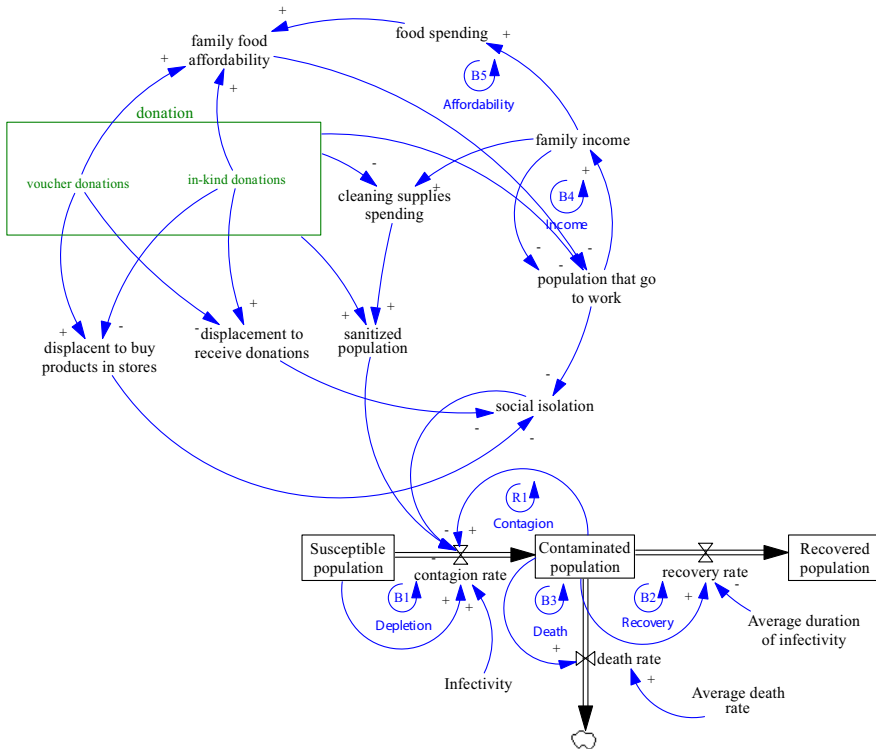 +
food spending
+
family food
affordability
+
+
B5
Affordability
donation
family income
-
+
voucher donations
in-kind donations
cleaning supplies
spending
+
B4
Income
-
-
-
population that go
to work
+
-
+
-
+
+
displacent to buy
products in stores
displacement to
receive donations
sanitized
population
-
social isolation
-
-
R1
Contagion
-
+
Susceptible
population
-
contagion rate
Contaminated
population
recovery rate
Recovered
population
B1
Depletion
+
+
B3
Death
B2
Recovery
+
-
Average duration
of infectivity
+
death rate
Infectivity
+
Average death
rate